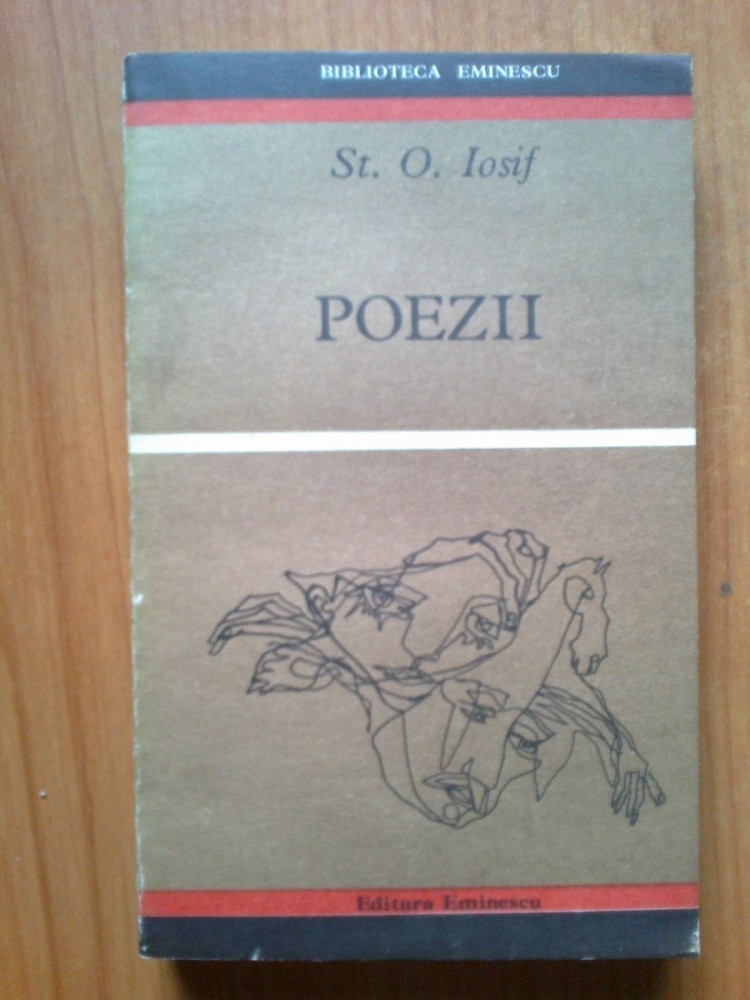 BIBLIOTECA EMINESCU
St. O. Iosif
POEZII
Editura Eminescu